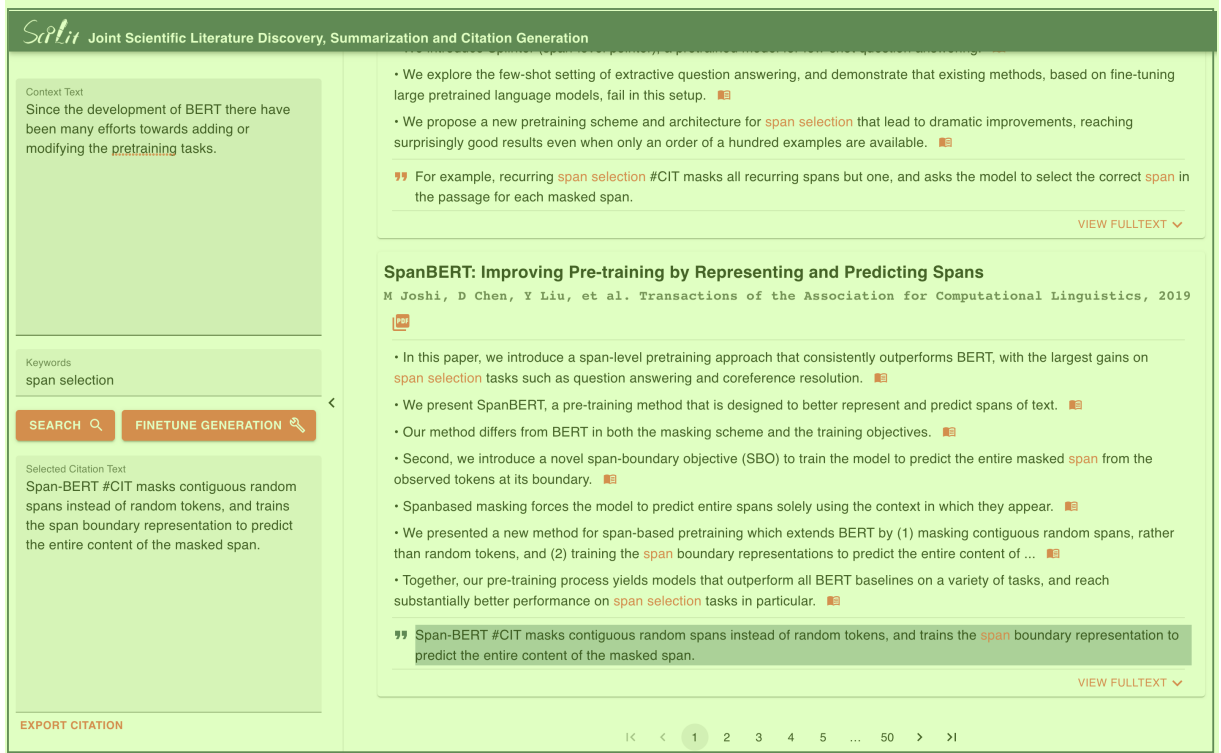 SciLit Joint Scientific Literature Discovery, Summarization and Citation Generation
Context Text
Since the development of BERT there have
been many efforts towards adding or
modifying the pretraining tasks.
Keywords
span selection
SEARCH
FINETUNE GENERATION
Selected Citation Text
Span-BERT #CIT masks contiguous random
spans instead of random tokens, and trains
the span boundary representation to predict
the entire content of the masked span.
EXPORT CITATION
• We explore the few-shot setting of extractive question answering, and demonstrate that existing methods, based on fine-tuning
large pretrained language models, fail in this setup.
• We propose a new pretraining scheme and architecture for span selection that lead to dramatic improvements, reaching
surprisingly good results even when only an order of a hundred examples are available.
For example, recurring span selection #CIT masks all recurring spans but one, and asks the model to select the correct span in
the passage for each masked span.
VIEW FULLTEXT
SpanBERT: Improving Pre-training by Representing and Predicting Spans
M Joshi, D Chen, Y Liu, et al. Transactions of the Association for Computational Linguistics, 2019
PDF
• In this paper, we introduce a span-level pretraining approach that consistently outperforms BERT, with the largest gains on
span selection tasks such as question answering and coreference resolution.
• We present SpanBERT, a pre-training method that is designed to better represent and predict spans of text.
• Our method differs from BERT in both the masking scheme and the training objectives.
• Second, we introduce a novel span-boundary objective (SBO) to train the model to predict the entire masked span from the
observed tokens at its boundary.
• Spanbased masking forces the model to predict entire spans solely using the context in which they appear.
• We presented a new method for span-based pretraining which extends BERT by (1) masking contiguous random spans, rather
than random tokens, and (2) training the span boundary representations to predict the entire content of ...
• Together, our pre-training process yields models that outperform all BERT baselines on a variety of tasks, and reach
substantially better performance on span selection tasks in particular.
Span-BERT #CIT masks contiguous random spans instead of random tokens, and trains the span boundary representation to
predict the entire content of the masked span.
VIEW FULLTEXT
1 2 3 4 5 ... 50